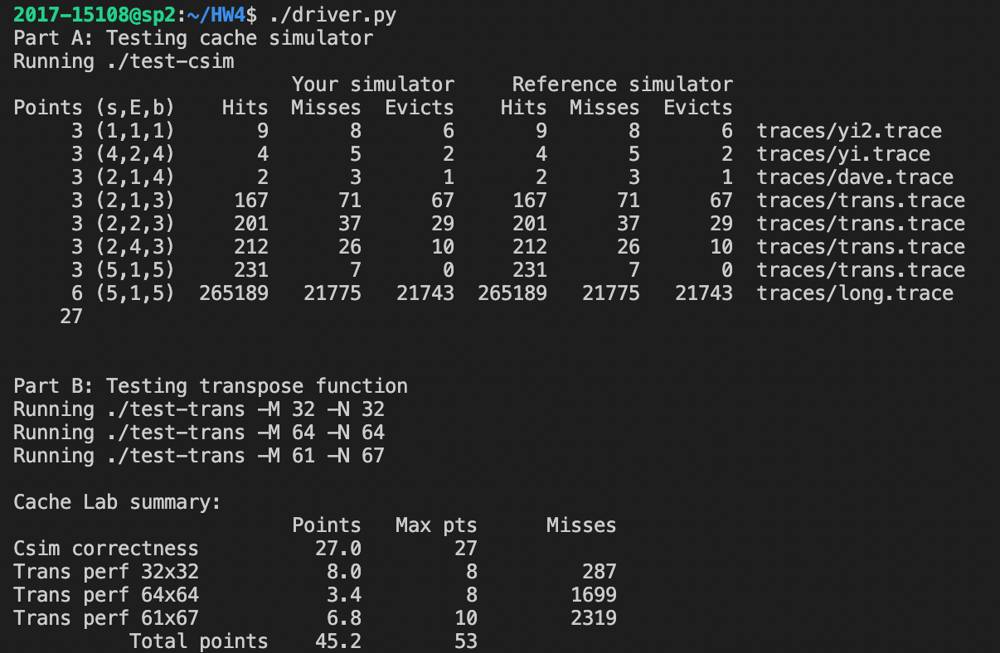 2017-15108@sp2:~/HW4$ ./driver.py
Part A: Testing cache simulator
Running ./test-csim
                        Your simulator     Reference simulator
Points (s,E,b)    Hits  Misses  Evicts    Hits  Misses  Evicts
     3 (1,1,1)       9       8       6       9       8       6  traces/yi2.trace
     3 (4,2,4)       4       5       2       4       5       2  traces/yi.trace
     3 (2,1,4)       2       3       1       2       3       1  traces/dave.trace
     3 (2,1,3)     167      71      67     167      71      67  traces/trans.trace
     3 (2,2,3)     201      37      29     201      37      29  traces/trans.trace
     3 (2,4,3)     212      26      10     212      26      10  traces/trans.trace
     3 (5,1,5)     231       7       0     231       7       0  traces/trans.trace
     6 (5,1,5)  265189   21775   21743  265189   21775   21743  traces/long.trace
    27
Part B: Testing transpose function
Running ./test-trans -M 32 -N 32
Running ./test-trans -M 64 -N 64
Running ./test-trans -M 61 -N 67
Cache Lab summary:
                        Points   Max pts      Misses
Csim correctness          27.0        27
Trans perf 32x32           8.0         8         287
Trans perf 64x64           3.4         8        1699
Trans perf 61x67           6.8        10        2319
          Total points    45.2        53